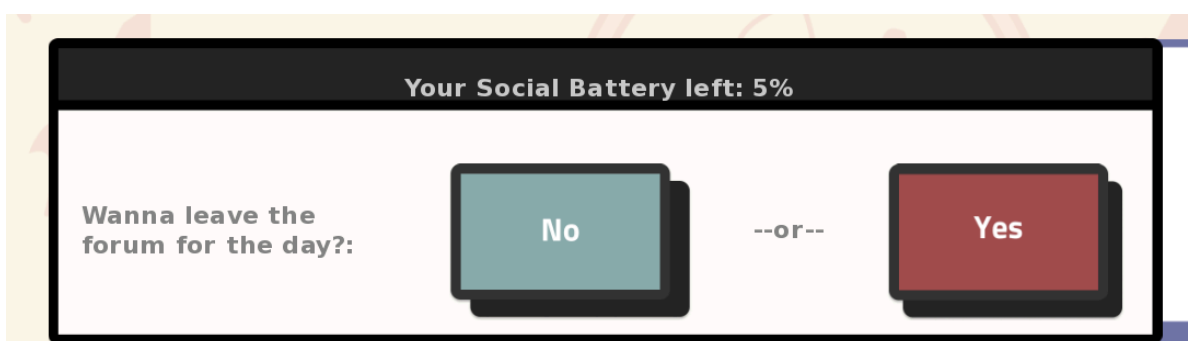 Your Social Battery left: 5%
Wanna leave the
forum for the day?:
No
--or--
Yes